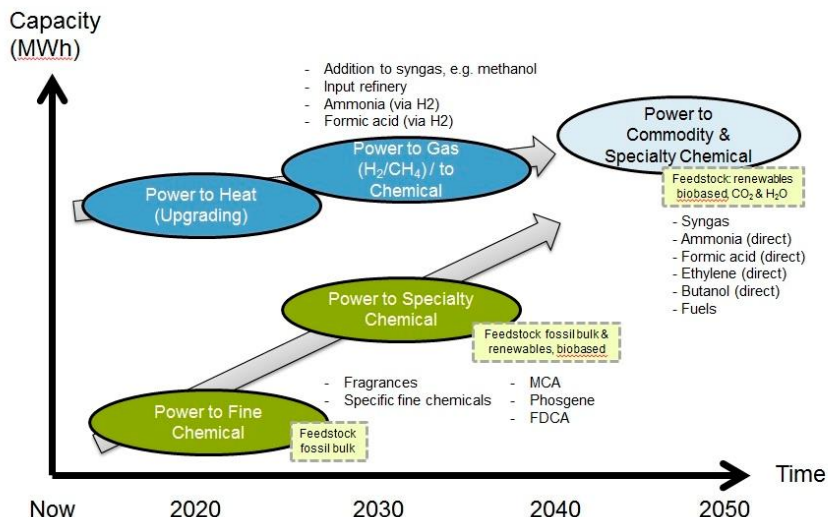 Capacity
(MWh)
- Addition to syngas, e.g. methanol
- Input refinery
- Ammonia (via H2)
- Formic acid (via H2)
Power to Gas
(H₂/CH₄) / to
Chemical
Power to
Commodity &
Specialty Chemical
Feedstock: renewables
biobased, CO₂ & H₂O
Power to Heat
(Upgrading)
- Syngas
- Ammonia (direct)
- Formic acid (direct)
- Ethylene (direct)
- Butanol (direct)
- Fuels
Power to Specialty
Chemical
Feedstock fossil bulk &
renewables, biobased
- Fragrances
- Specific fine chemicals
- MCA
- Phosgene
- FDCA
Power to Fine
Chemical
Feedstock
fossil bulk
Time
Now 2020 2030 2040 2050